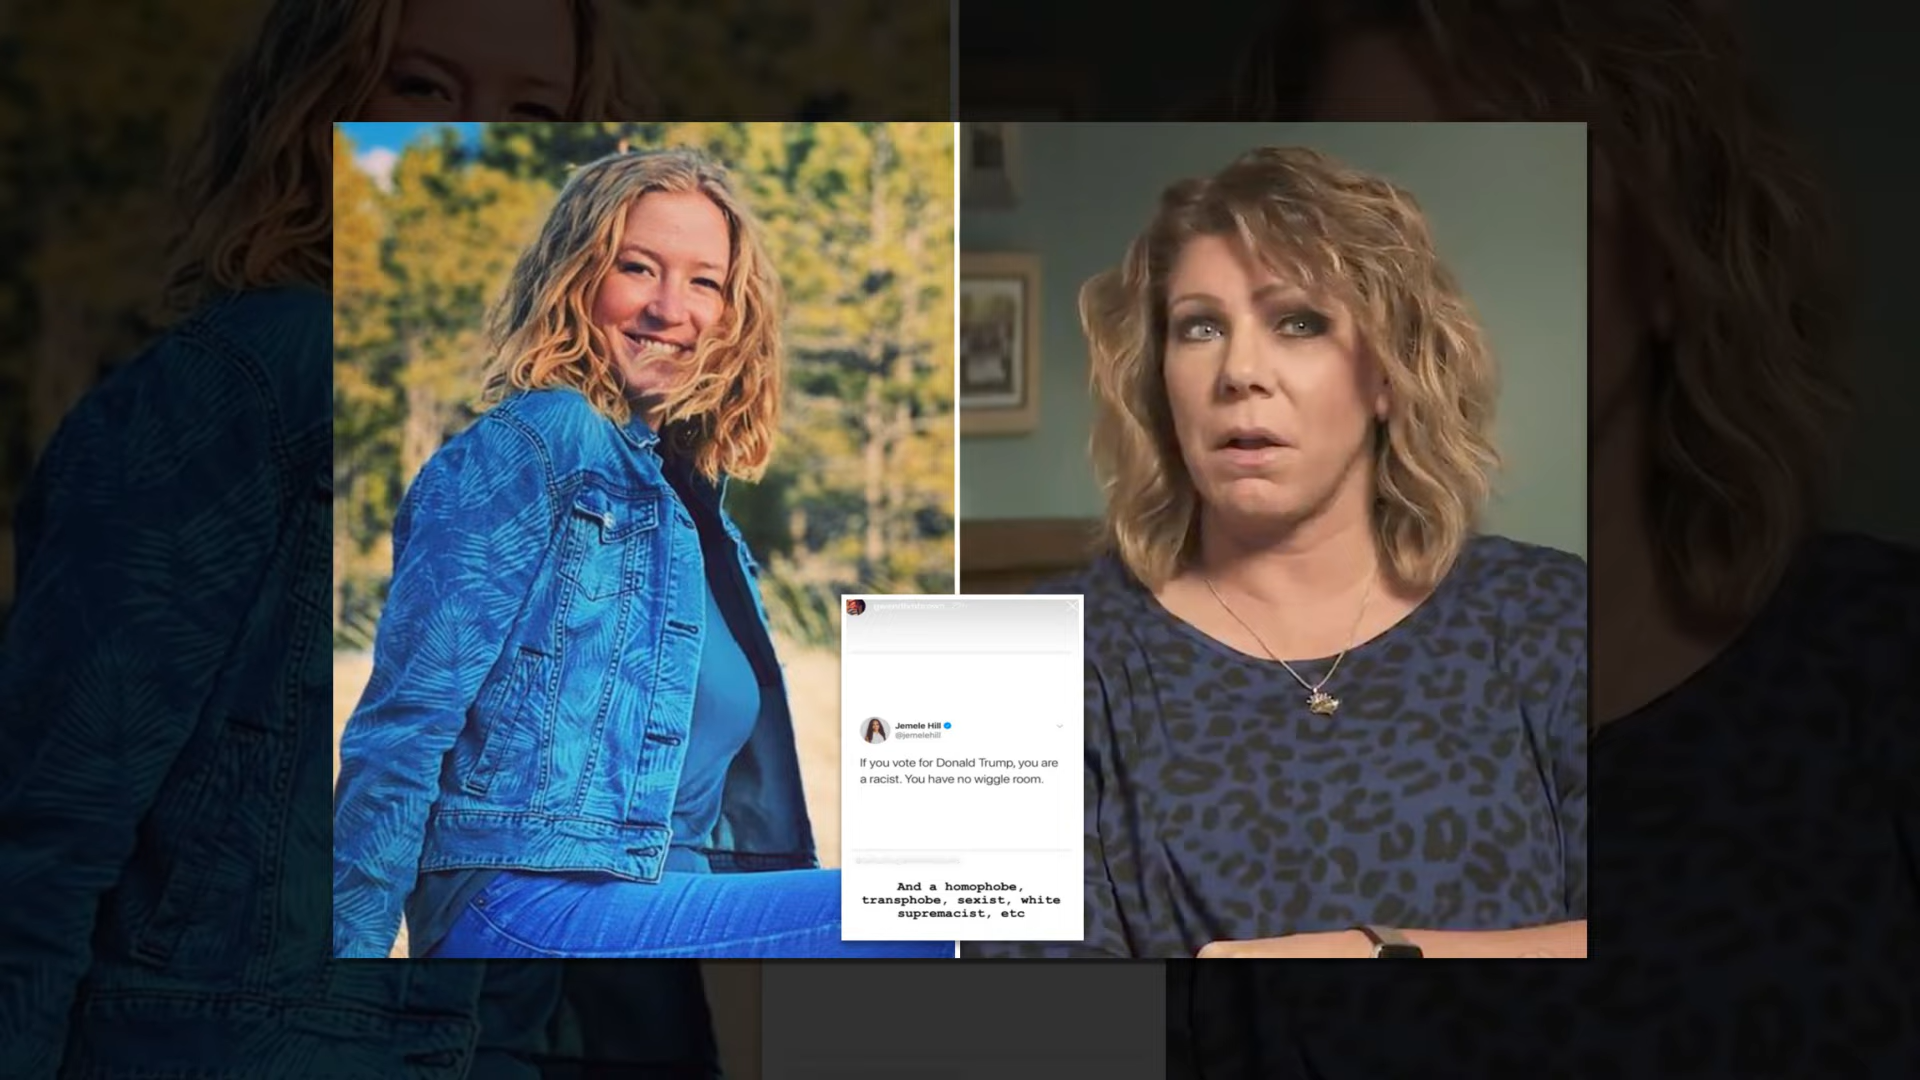 Jemele Hill
@jemelehill
If you vote for Donald Trump, you are
a racist. You have no wiggle room.
And a homophobe,
transphobe, sexist, white
supremacist, etc